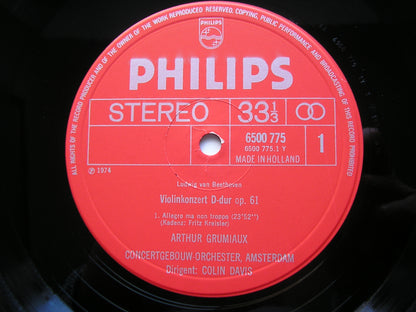 ALL RIGHTS OF THE RECORD PRODUCER AND OF THE OWNER OF THE WORK REPRODUCED RESERVED. COPYING, PUBLIC PERFORMANCE AND BROADCASTING OF THIS RECORD PROHIBITED
PHILIPS
PHILIPS
STEREO 33 1/3
6500 775
6500 775.1 Y
MADE IN HOLLAND
1
℗ 1974
Ludwig van Beethoven
Violinkonzert D-dur op. 61
1. Allegro ma non troppo (23'52")
(Kadenz: Fritz Kreisler)
ARTHUR GRUMIAUX
CONCERTGEBOUW-ORCHESTER, AMSTERDAM
Dirigent: COLIN DAVIS